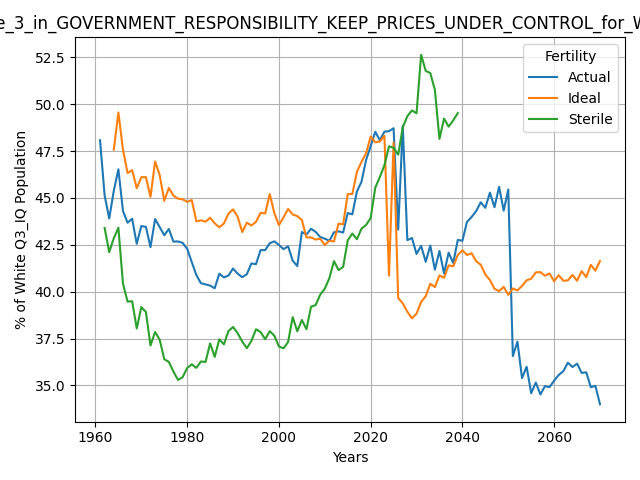 e_3_in_GOVERNMENT_RESPONSIBILITY_KEEP_PRICES_UNDER_CONTROL_for_W
Fertility
Actual
Ideal
Sterile
% of White Q3_IQ Population
52.5
50.0
47.5
45.0
42.5
40.0
37.5
35.0
1960 1980 2000 2020 2040 2060
Years